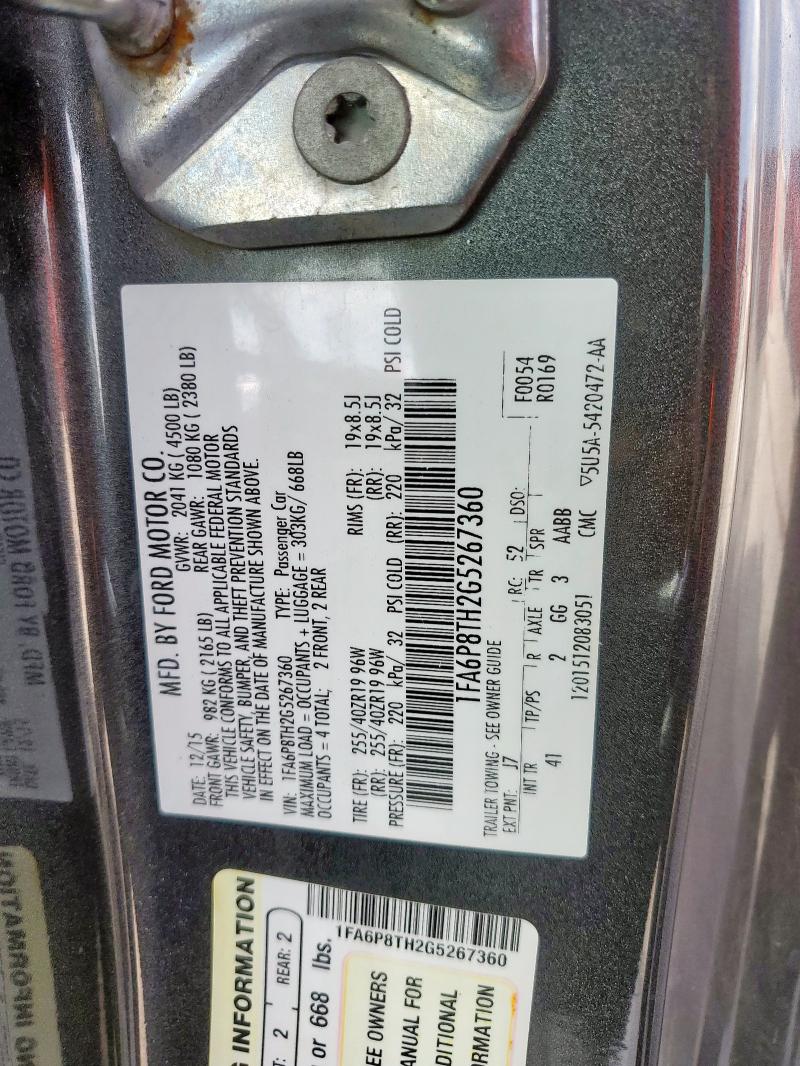 MFD. BY FORD MOTOR CO.
DATE: 12/15 GVWR: 2041 KG ( 4500 LB)
FRONT GAWR: 982 KG ( 2165 LB) REAR GAWR: 1080 KG ( 2380 LB)
THIS VEHICLE CONFORMS TO ALL APPLICABLE FEDERAL MOTOR
VEHICLE SAFETY, BUMPER, AND THEFT PREVENTION STANDARDS
IN EFFECT ON THE DATE OF MANUFACTURE SHOWN ABOVE.
VIN: 1FA6P8TH2G5267360 TYPE: Passenger Car
MAXIMUM LOAD = OCCUPANTS + LUGGAGE = 303KG/ 668LB
OCCUPANTS = 4 TOTAL: 2 FRONT, 2 REAR
TIRE (FR): 255/40ZR19 96W RIMS (FR): 19x8.5J
(RR): 255/40ZR19 96W (RR): 19x8.5J
PRESSURE (FR): 220 kPa/ 32 PSI COLD (RR): 220 kPa/ 32 PSI COLD
1FA6P8TH2G5267360
TRAILER TOWING - SEE OWNER GUIDE
EXT PNT: J7 RC: 52 DSO: F0054
INT TR TP/PS R AXLE TR SPR R0169
41 2 GG 3 AABB
1201512083051 CMC ▽5U5A-5420472-AA
INFORMATION
2 REAR: 2
or 668 lbs.
1FA6P8TH2G5267360
EE OWNERS
ANUAL FOR
DITIONAL
RMATION